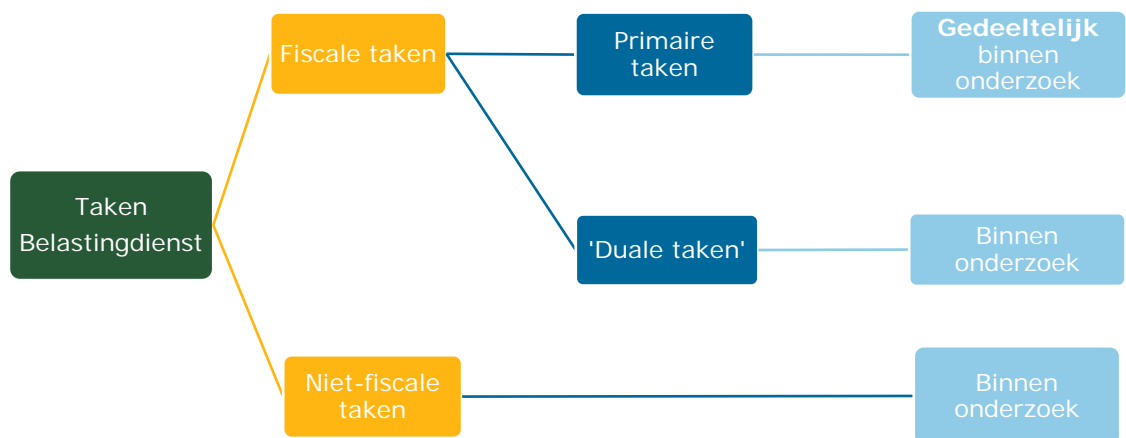 Fiscale taken
Primaire
taken
Gedeeltelijk
binnen
onderzoek
Taken
Belastingdienst
'Duale taken'
Binnen
onderzoek
Niet-fiscale
taken
Binnen
onderzoek